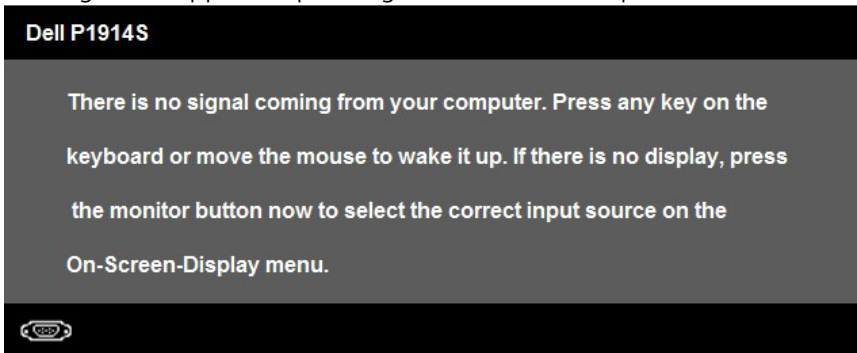 Dell P1914S
There is no signal coming from your computer. Press any key on the
keyboard or move the mouse to wake it up. If there is no display, press
the monitor button now to select the correct input source on the
On-Screen-Display menu.